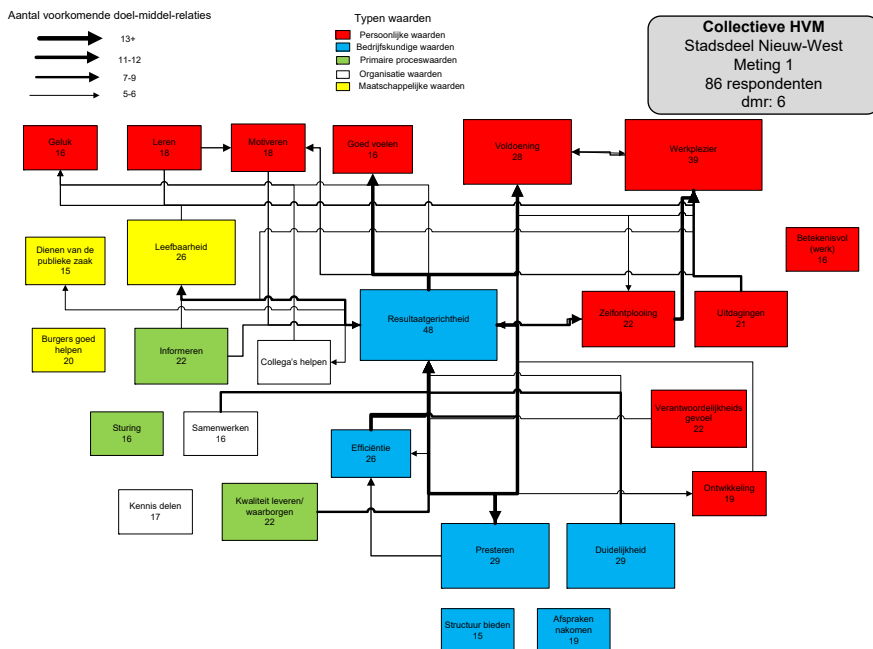 Aantal voorkomende doel-middel-relaties
13+
11-12
7-9
5-6
Typen waarden
Persoonlijke waarden
Bedrijfskundige waarden
Primaire proceswaarden
Organisatie waarden
Maatschappelijke waarden
Collectieve HVM
Stadsdeel Nieuw-West
Meting 1
86 respondenten
dmr: 6
Geluk
16
Leren
18
Motiveren
18
Goed voelen
16
Voldoening
28
Werkplezier
39
Dienen van de
publieke zaak
15
Leefbaarheid
26
Betekenisvol
(werk)
16
Burgers goed
helpen
20
Informeren
22
Collega's helpen
Resultaatgerichtheid
48
Zelfontplooiing
22
Uitdagingen
21
Sturing
16
Samenwerken
16
Efficiëntie
26
Verantwoordelijkheids
gevoel
22
Kennis delen
17
Kwaliteit leveren/
waarborgen
22
Ontwikkeling
19
Presteren
29
Duidelijkheid
29
Structuur bieden
15
Afspraken
nakomen
19